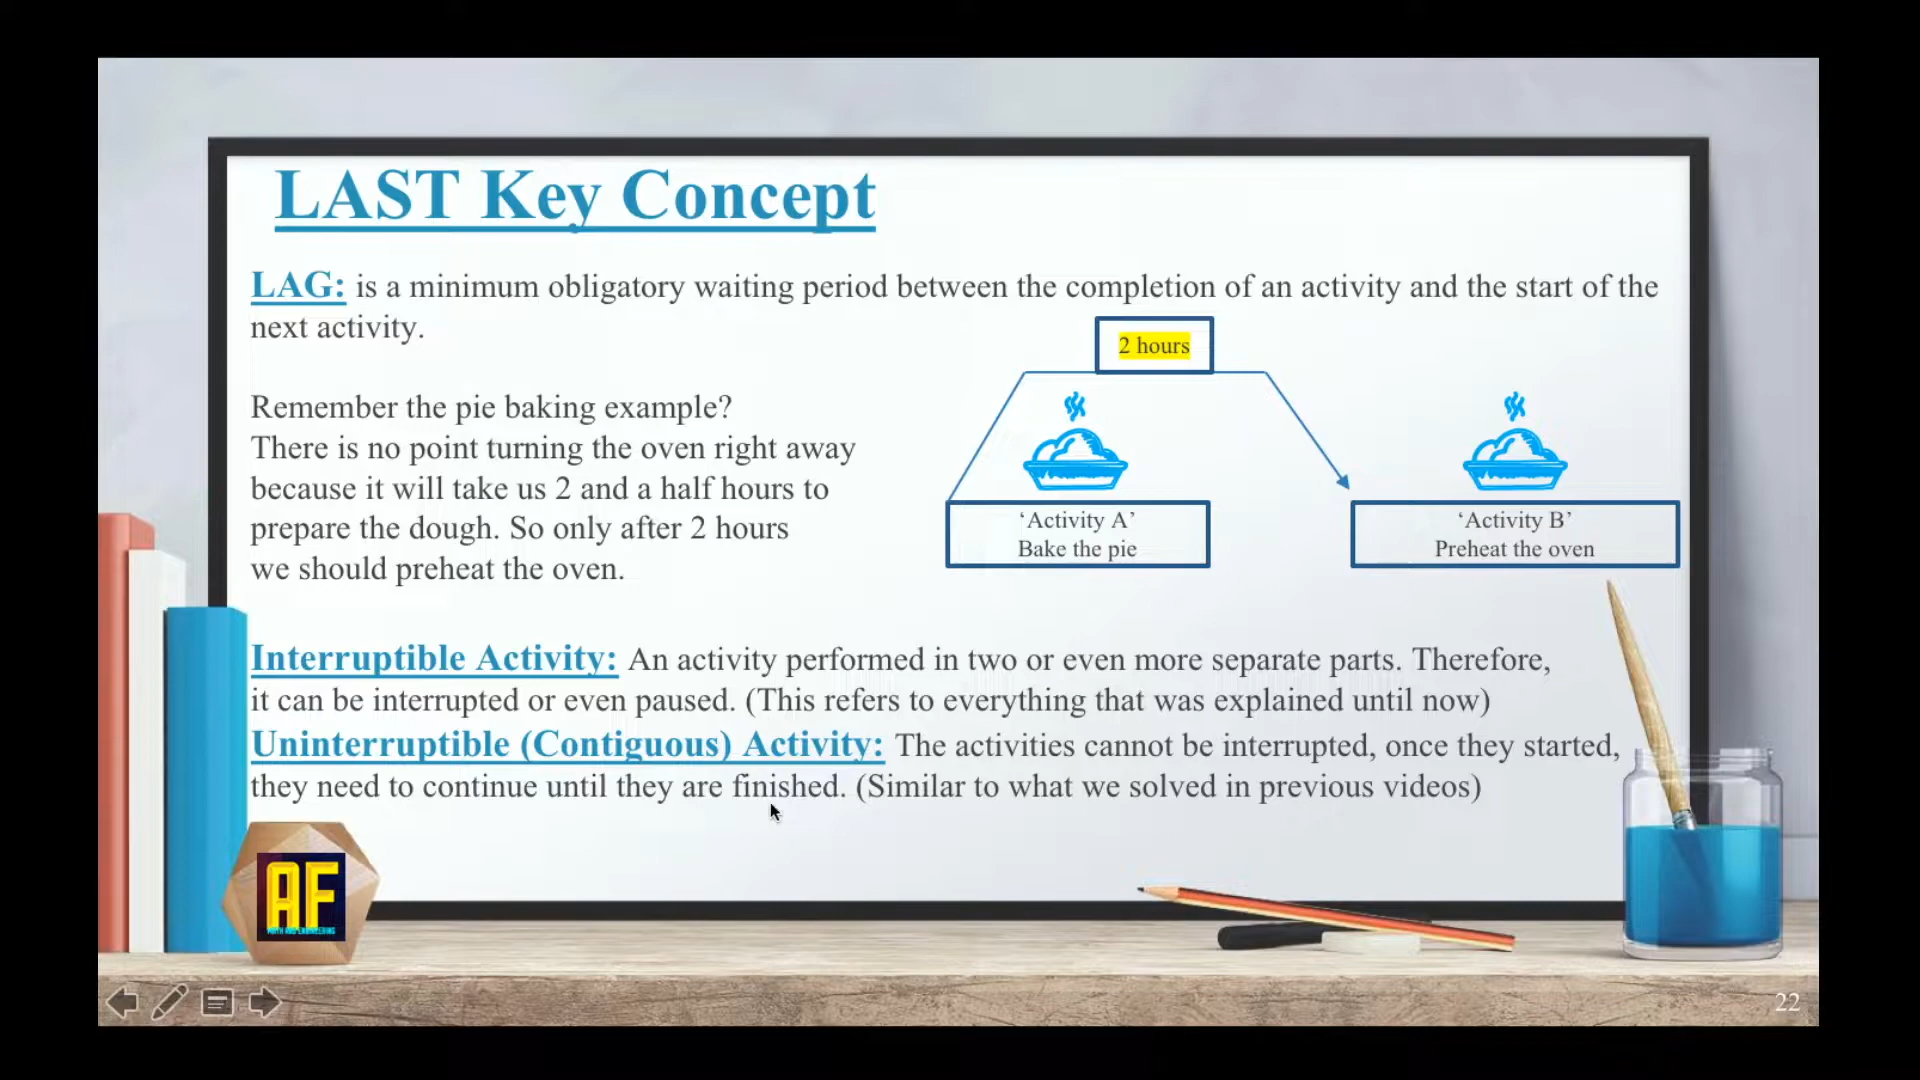 LAST Key Concept
LAG: is a minimum obligatory waiting period between the completion of an activity and the start of the
next activity.
2 hours
Remember the pie baking example?
There is no point turning the oven right away
because it will take us 2 and a half hours to
prepare the dough. So only after 2 hours
we should preheat the oven.
‘Activity A’
Bake the pie
‘Activity B’
Preheat the oven
Interruptible Activity: An activity performed in two or even more separate parts. Therefore,
it can be interrupted or even paused. (This refers to everything that was explained until now)
Uninterruptible (Contiguous) Activity: The activities cannot be interrupted, once they started,
they need to continue until they are finished. (Similar to what we solved in previous videos)
AF
22